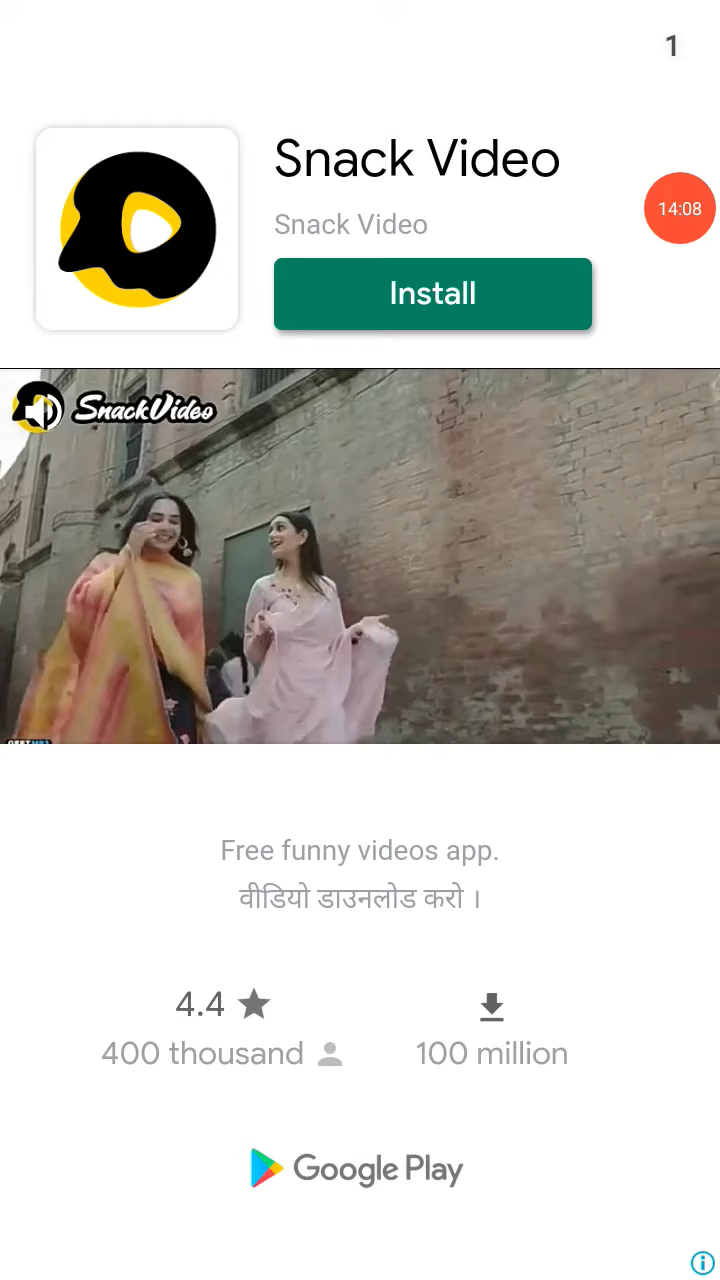 1
Snack Video
14:08
Snack Video
Install
SnackVideo
Free funny videos app.
वीडियो डाउनलोड करो ।
4.4
400 thousand
100 million
Google Play